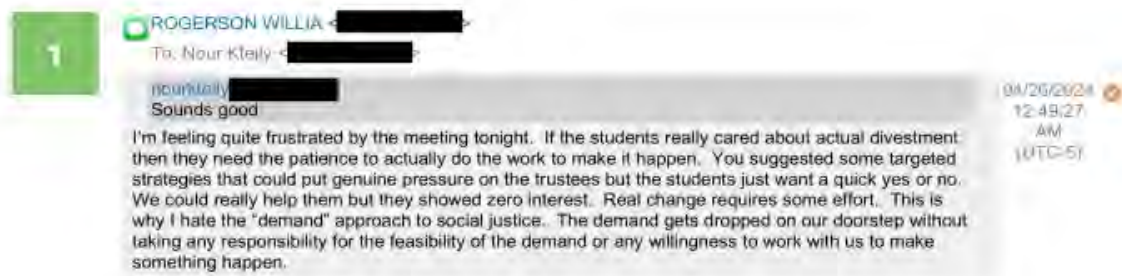 ROGERSON WILLIA <
1
To: Nour Kteily <
>
nourkteily
Sounds good
04/26/2024
12:49:27
AM
(UTC-5)
I'm feeling quite frustrated by the meeting tonight. If the students really cared about actual divestment
then they need the patience to actually do the work to make it happen. You suggested some targeted
strategies that could put genuine pressure on the trustees but the students just want a quick yes or no.
We could really help them but they showed zero interest. Real change requires some effort. This is
why I hate the "demand" approach to social justice. The demand gets dropped on our doorstep without
taking any responsibility for the feasibility of the demand or any willingness to work with us to make
something happen.